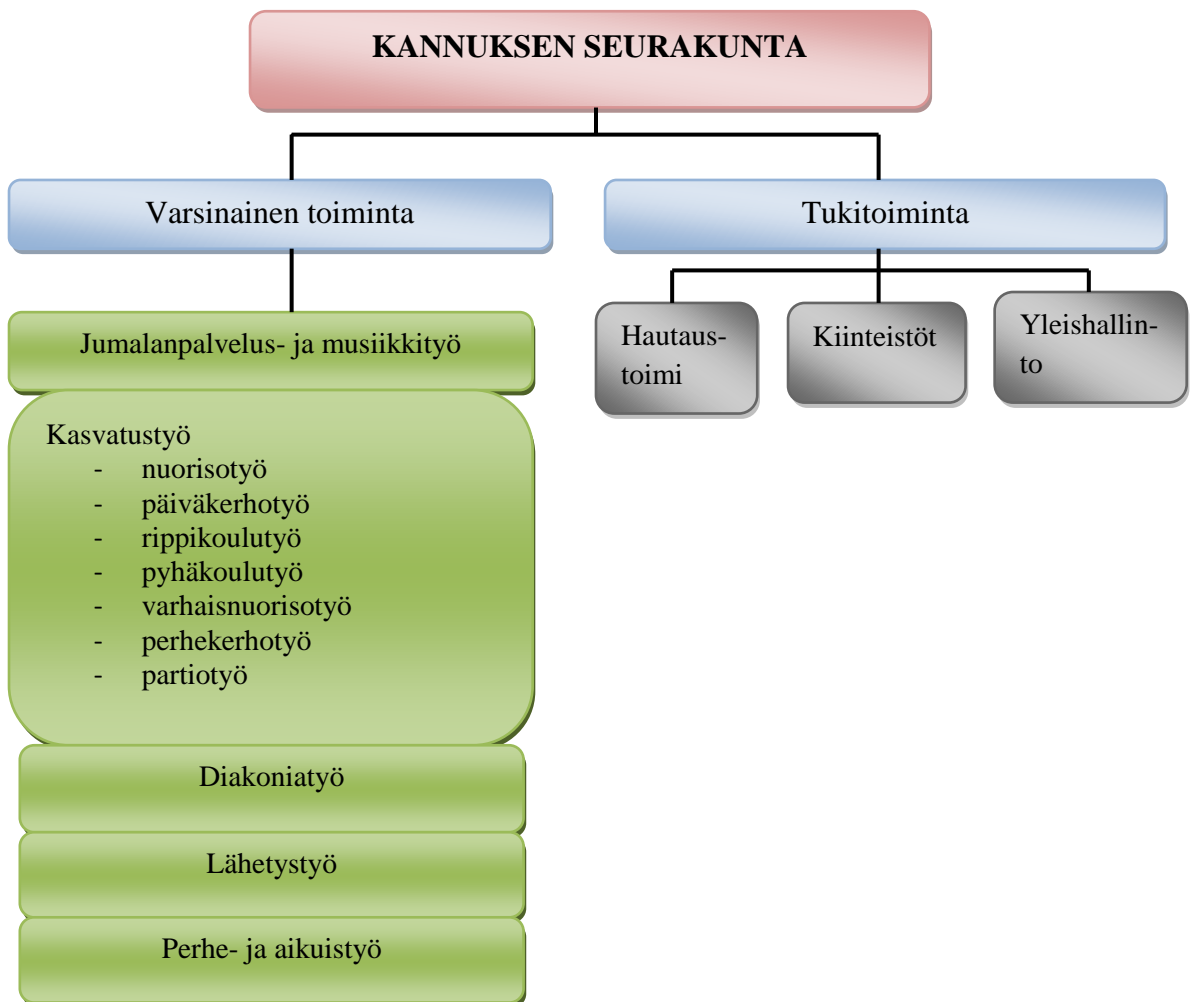 KANNUKSEN SEURAKUNTA
Varsinainen toiminta
Tukitoiminta
Jumalanpalvelus- ja musiikkityö
Kasvatustyö
- nuorisotyö
- päiväkerhotyö
- rippikoulutyö
- pyhäkoulutyö
- varhaisnuorisotyö
- perhekerhotyö
- partiotyö
Diakoniatyö
Lähetystyö
Perhe- ja aikuistyö
Hautaus-
toimi
Kiinteistöt
Yleishallin-
to